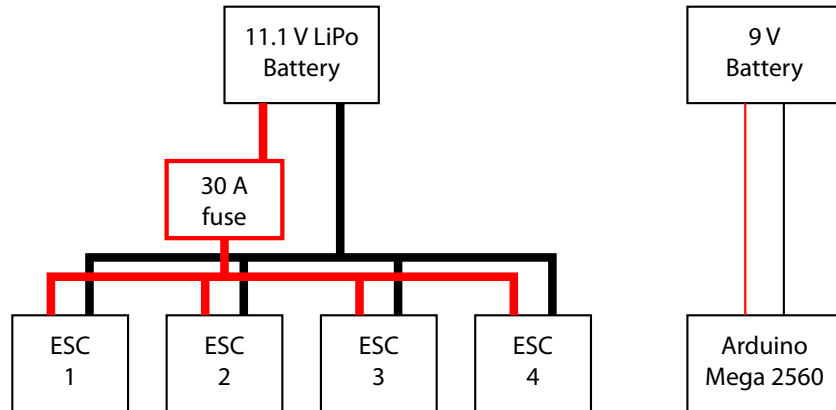 11.1 V LiPo
Battery
9 V
Battery
30 A
fuse
ESC
1
ESC
2
ESC
3
ESC
4
Arduino
Mega 2560